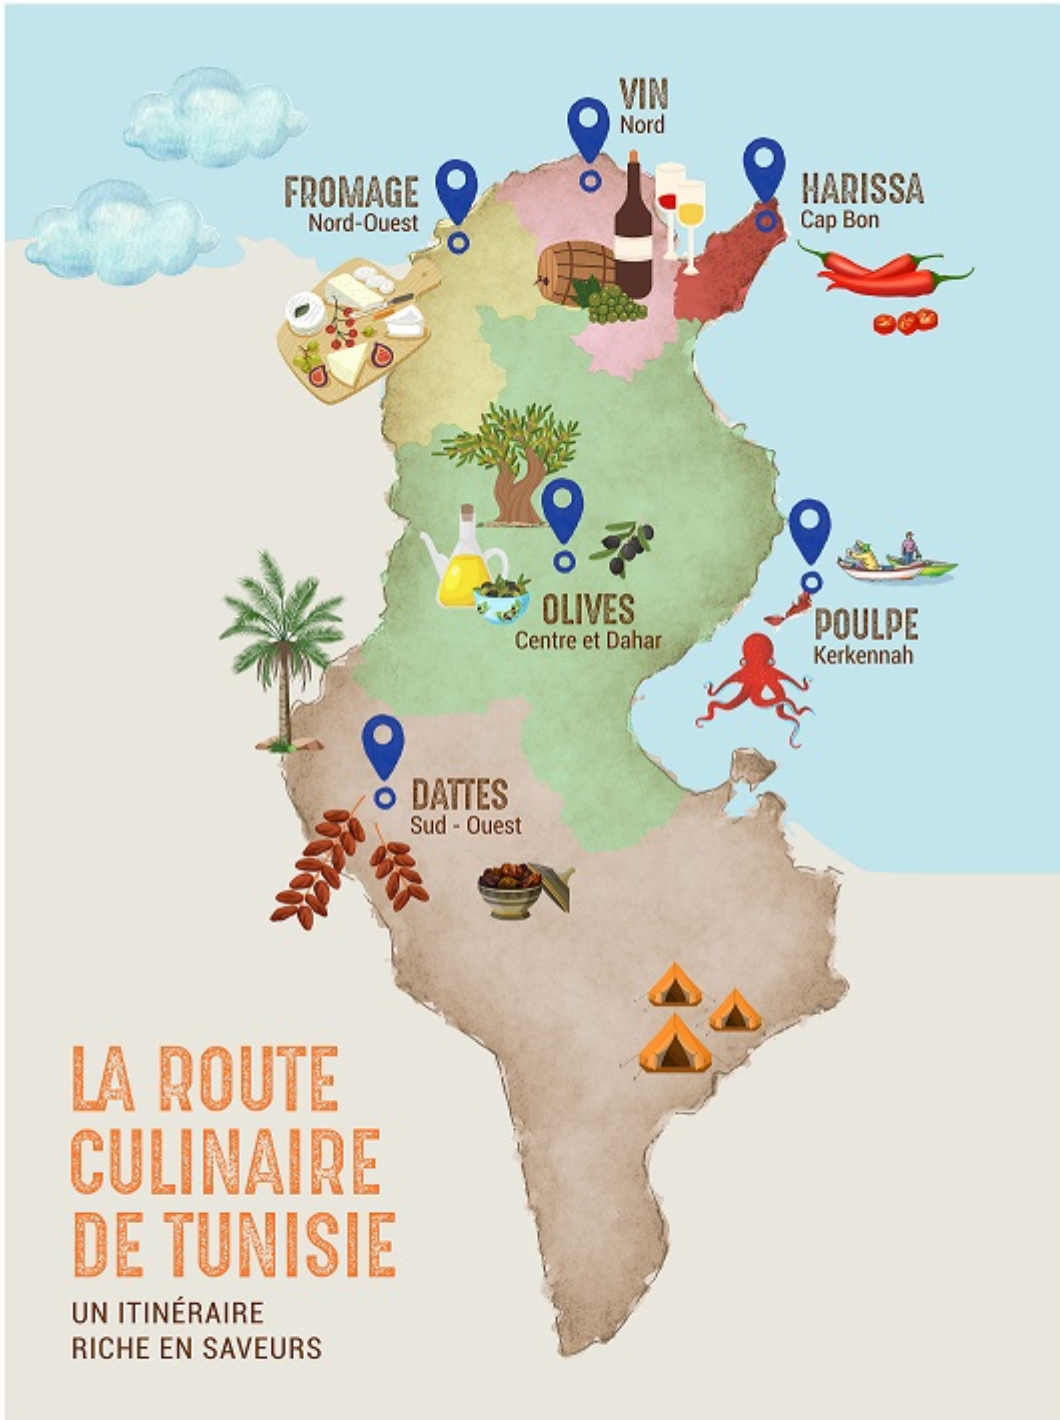 VIN
Nord
FROMAGE
Nord-Ouest
HARISSA
Cap Bon
OLIVES
Centre et Dahar
POULPE
Kerkennah
DATTES
Sud - Ouest
LA ROUTE
CULINAIRE
DE TUNISIE
UN ITINÉRAIRE
RICHE EN SAVEURS